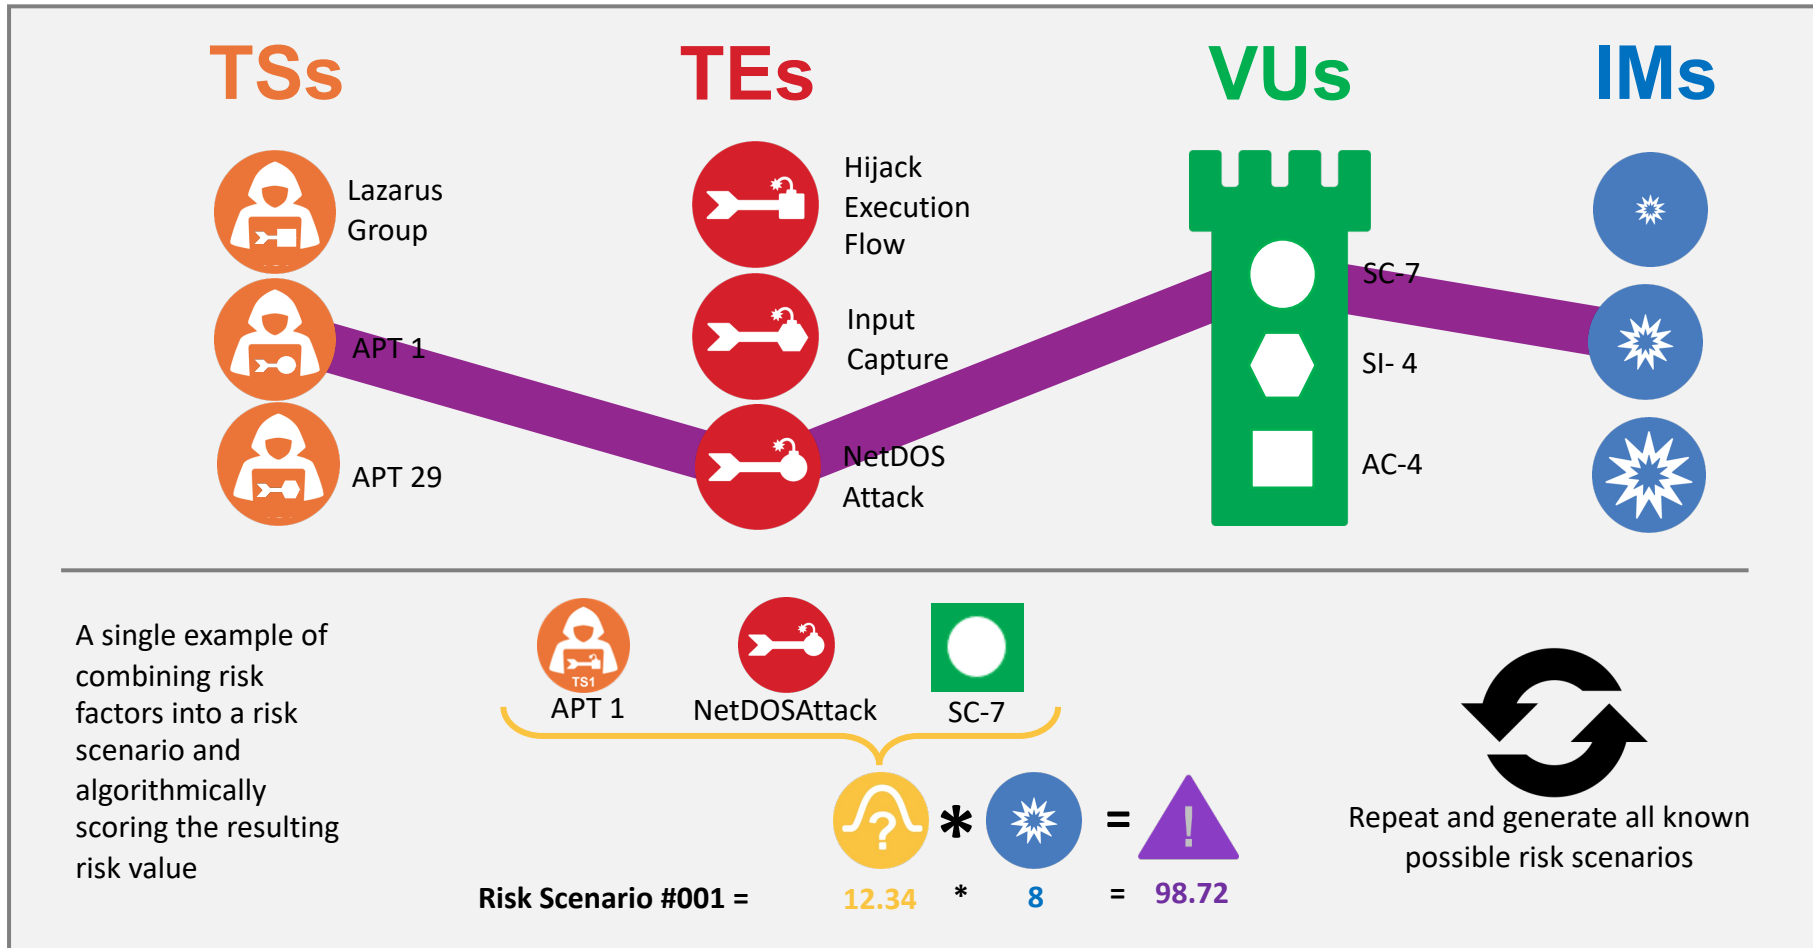 TSs
TEs
VUs
IMs
Lazarus
Group
APT 1
APT 29
Hijack
Execution
Flow
Input
Capture
NetDOS
Attack
SC-7
SI- 4
AC-4
A single example of
combining risk
factors into a risk
scenario and
algorithmically
scoring the resulting
risk value
TS1
APT 1
NetDOSAttack
SC-7
? * = !
Risk Scenario #001 = 12.34 * 8 = 98.72
Repeat and generate all known
possible risk scenarios